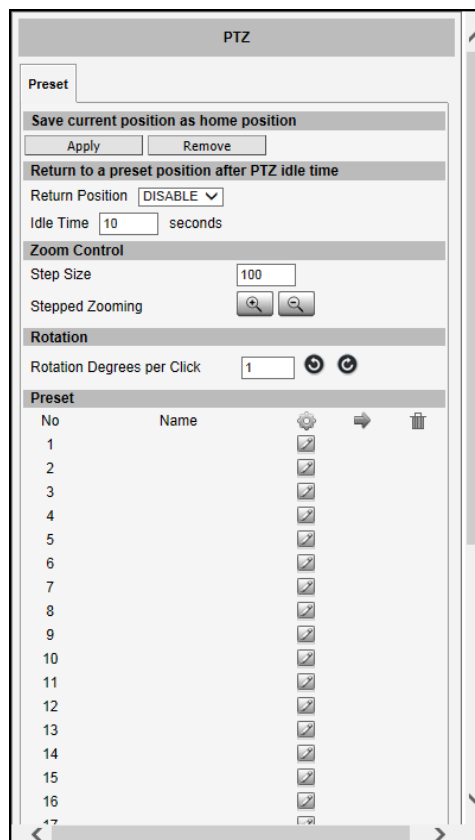 PTZ
Preset
Save current position as home position
Apply Remove
Return to a preset position after PTZ idle time
Return Position DISABLE
Idle Time 10 seconds
Zoom Control
Step Size 100
Stepped Zooming
Rotation
Rotation Degrees per Click 1
Preset
No Name
1
2
3
4
5
6
7
8
9
10
11
12
13
14
15
16
17